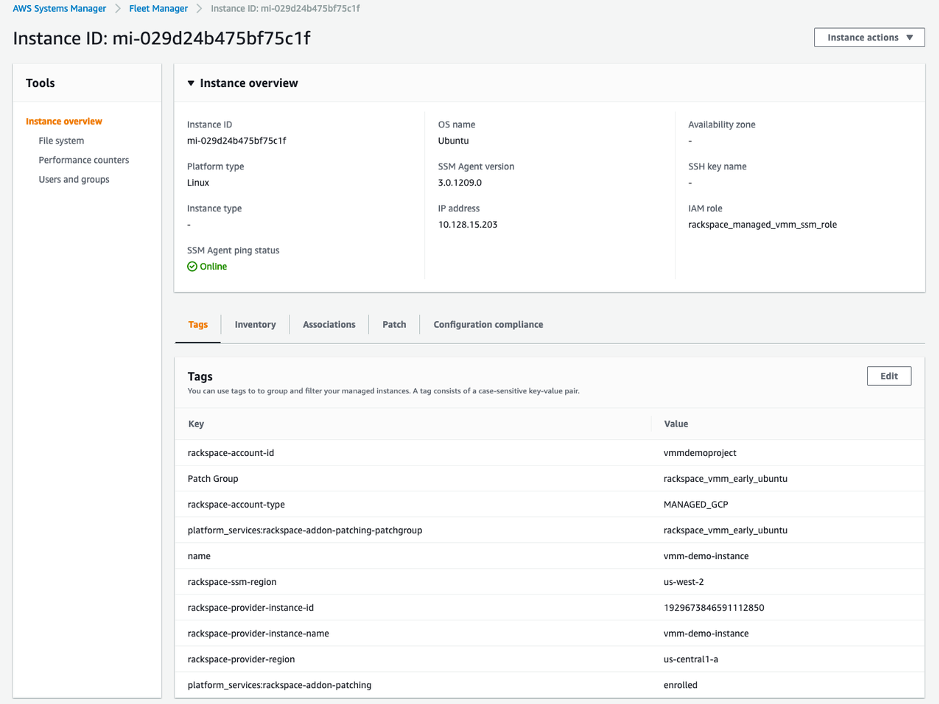 AWS Systems Manager > Fleet Manager > Instance ID: mi-029d24b475bf75c1f
Instance ID: mi-029d24b475bf75c1f
Instance actions ▼
Tools
Instance overview
File system
Performance counters
Users and groups
▼ Instance overview
Instance ID
mi-029d24b475bf75c1f
Platform type
Linux
Instance type
-
SSM Agent ping status
Online
OS name
Ubuntu
SSM Agent version
3.0.1209.0
IP address
10.128.15.203
Availability zone
-
SSH key name
-
IAM role
rackspace_managed_vmm_ssm_role
Tags
Inventory
Associations
Patch
Configuration compliance
Tags
You can use tags to to group and filter your managed instances. A tag consists of a case-sensitive key-value pair.
Edit
Key Value
rackspace-account-id vmmdemoproject
Patch Group rackspace_vmm_early_ubuntu
rackspace-account-type MANAGED_GCP
platform_services:rackspace-addon-patching-patchgroup rackspace_vmm_early_ubuntu
name vmm-demo-instance
rackspace-ssm-region us-west-2
rackspace-provider-instance-id 1929673846591112850
rackspace-provider-instance-name vmm-demo-instance
rackspace-provider-region us-central1-a
platform_services:rackspace-addon-patching enrolled